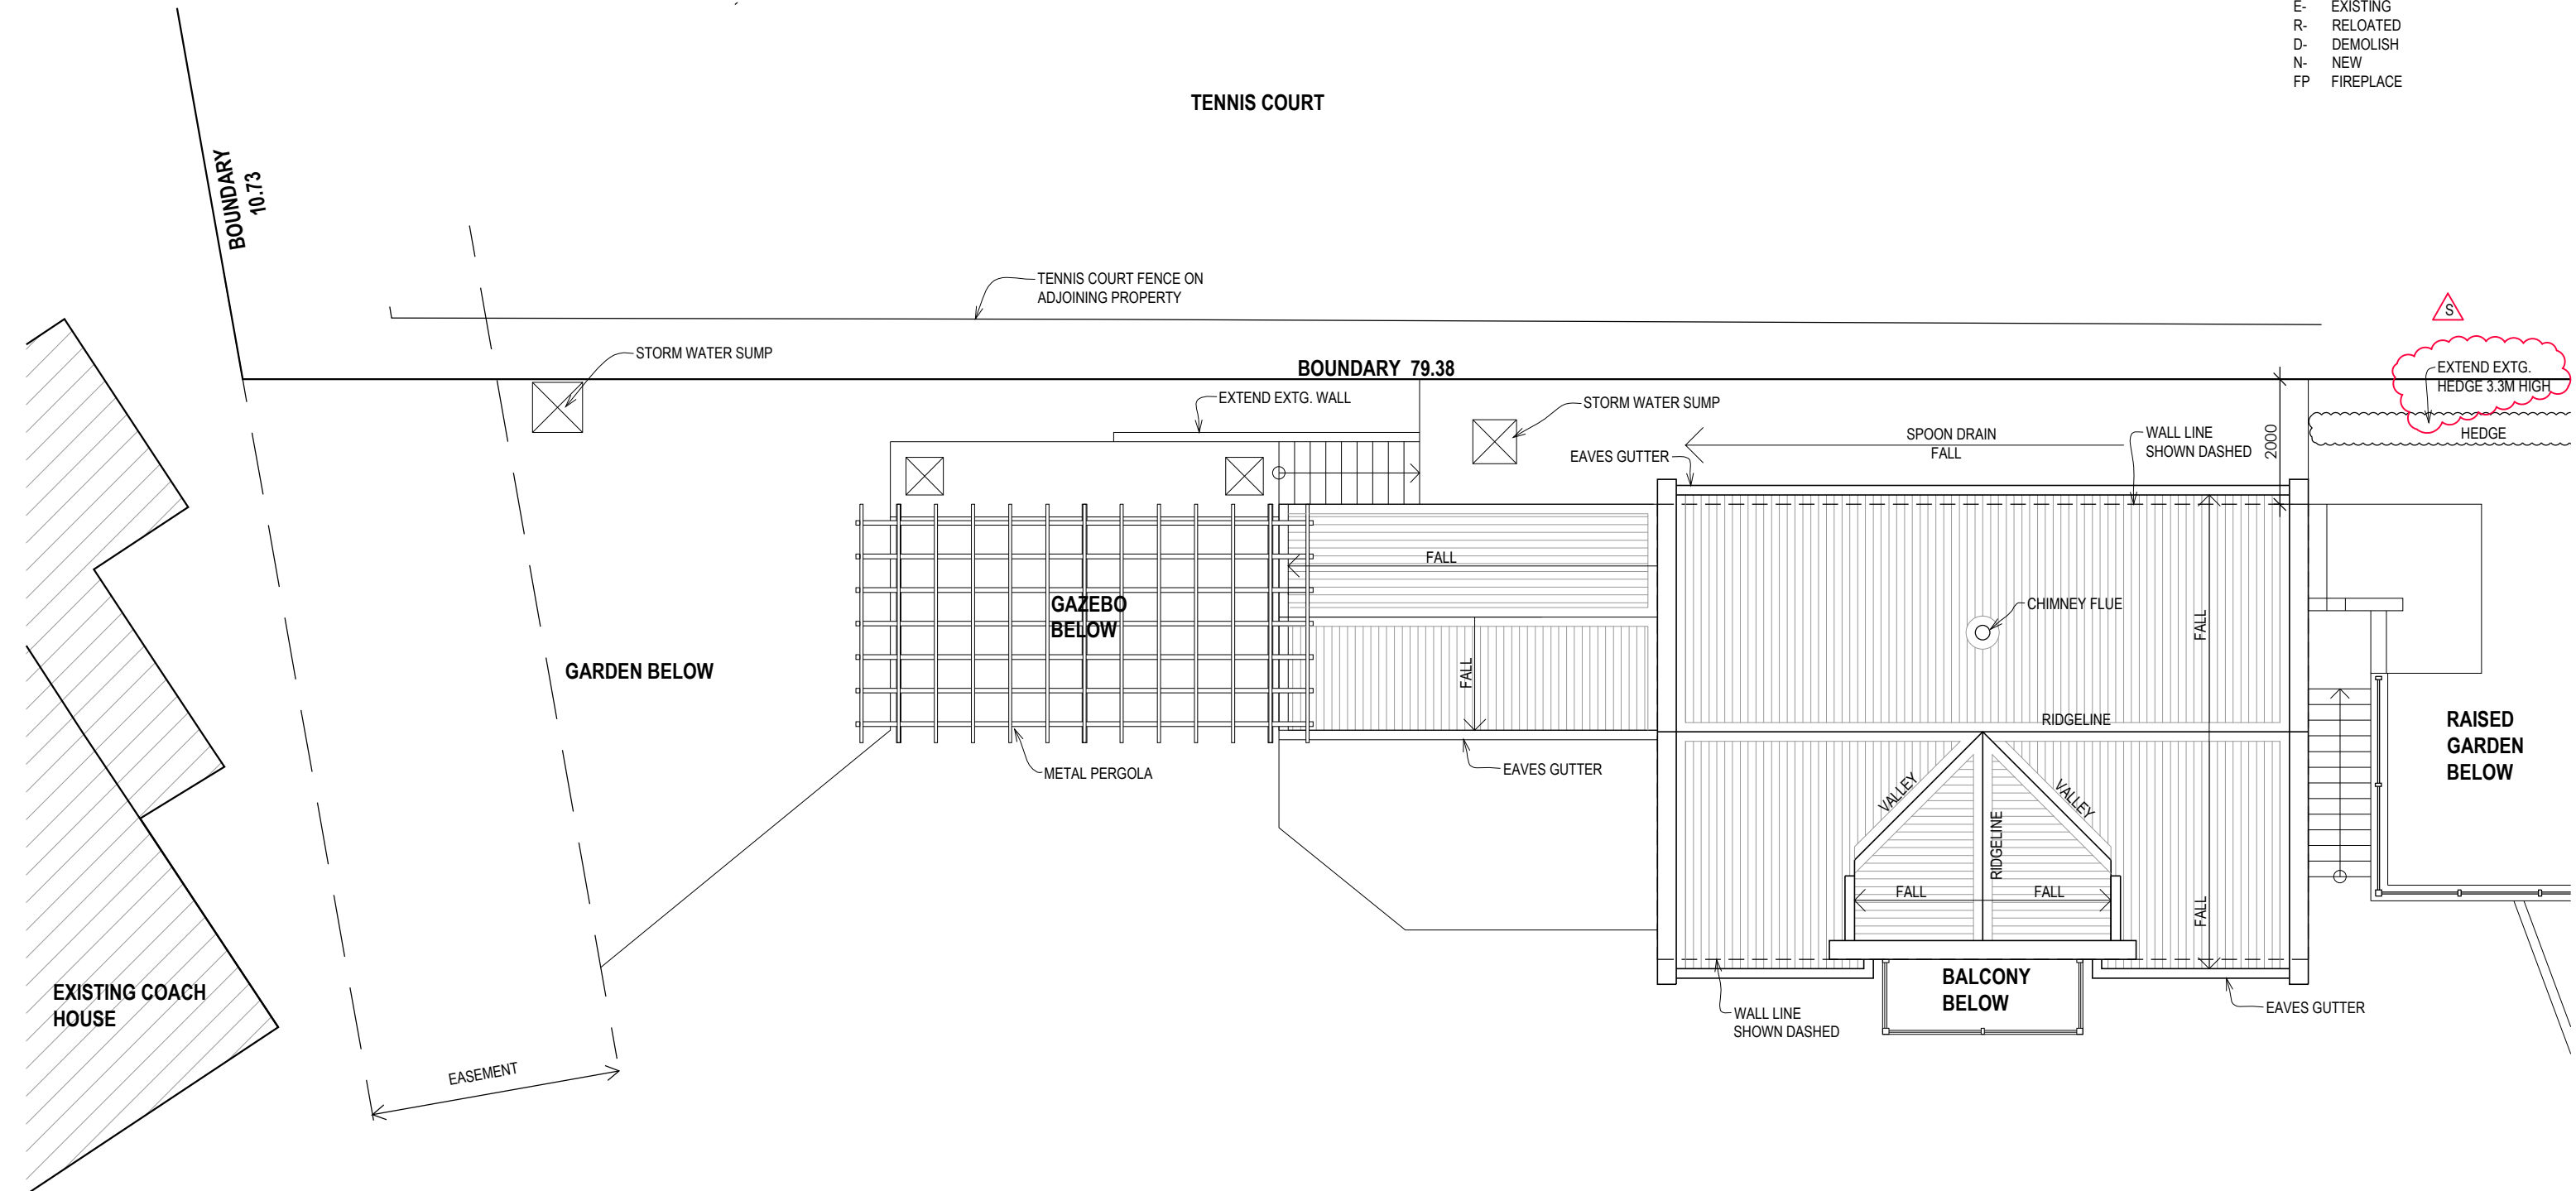 E- EXISTING
R- RELOATED
D- DEMOLISH
N- NEW
FP FIREPLACE
TENNIS COURT
BOUNDARY
10.73
TENNIS COURT FENCE ON
ADJOINING PROPERTY
S
STORM WATER SUMP
BOUNDARY 79.38
EXTEND EXTG.
HEDGE 3.3M HIGH
EXTEND EXTG. WALL
STORM WATER SUMP
SPOON DRAIN
FALL
WALL LINE
SHOWN DASHED
2000
HEDGE
EAVES GUTTER
FALL
GAZEBO
BELOW
CHIMNEY FLUE
FALL
GARDEN BELOW
FALL
RIDGELINE
RAISED
GARDEN
BELOW
METAL PERGOLA
EAVES GUTTER
VALLEY
VALLEY
RIDGELINE
FALL
FALL
FALL
EXISTING COACH
HOUSE
BALCONY
BELOW
WALL LINE
SHOWN DASHED
EAVES GUTTER
EASEMENT